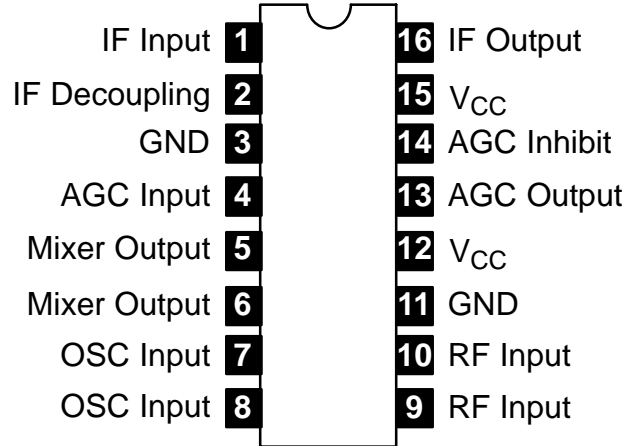 IF Input 1 16 IF Output
IF Decoupling 2 15 VCC
GND 3 14 AGC Inhibit
AGC Input 4 13 AGC Output
Mixer Output 5 12 VCC
Mixer Output 6 11 GND
OSC Input 7 10 RF Input
OSC Input 8 9 RF Input